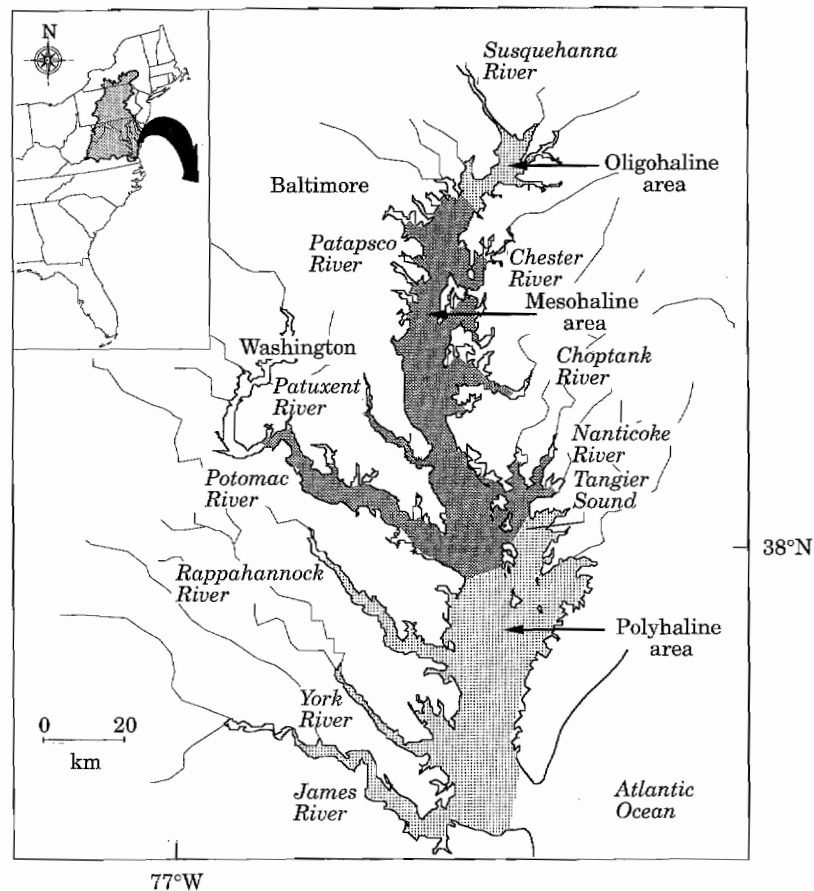 N
Susquehanna
River
Oligohaline
area
Baltimore
Patapsco
River
Chester
River
Mesohaline
area
Washington
Choptank
River
Patuxent
River
Nanticoke
River
Potomac
River
Tangier
Sound
38°N
Rappahannock
River
Polyhaline
area
York
River
0 20
km
James
River
Atlantic
Ocean
77°W